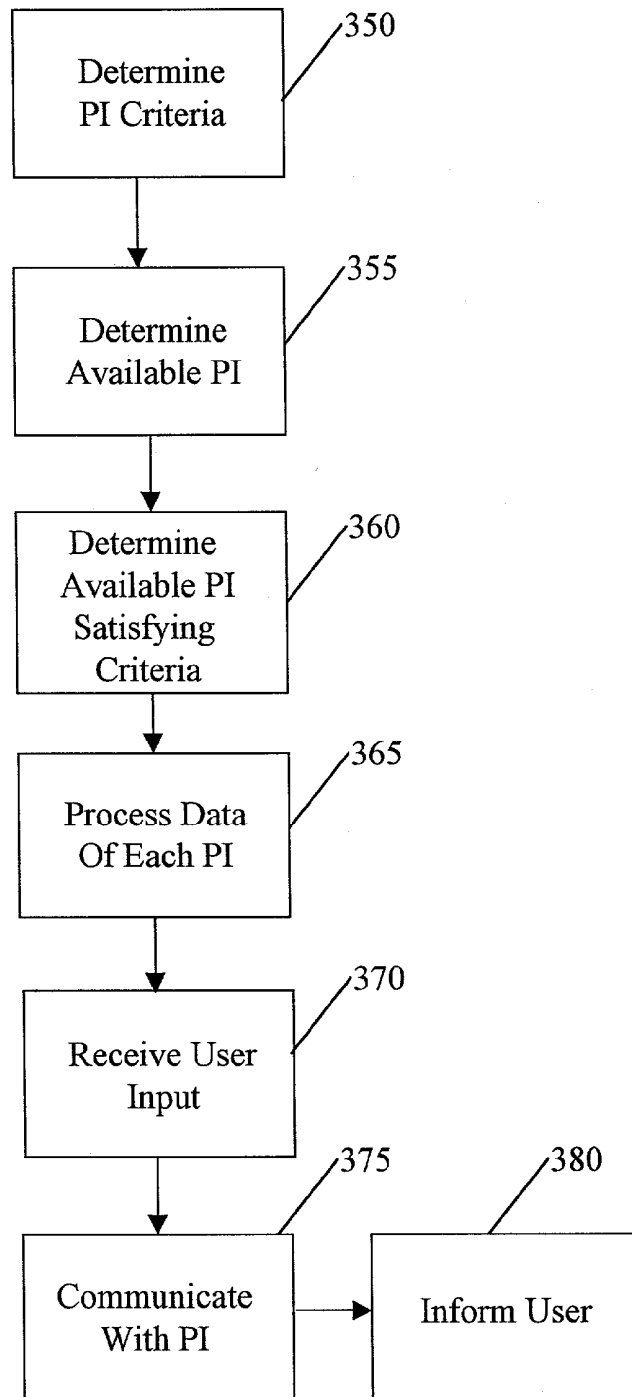 350
Determine
PI Criteria
355
Determine
Available PI
360
Determine
Available PI
Satisfying
Criteria
365
Process Data
Of Each PI
370
Receive User
Input
375
Communicate
With PI
380
Inform User